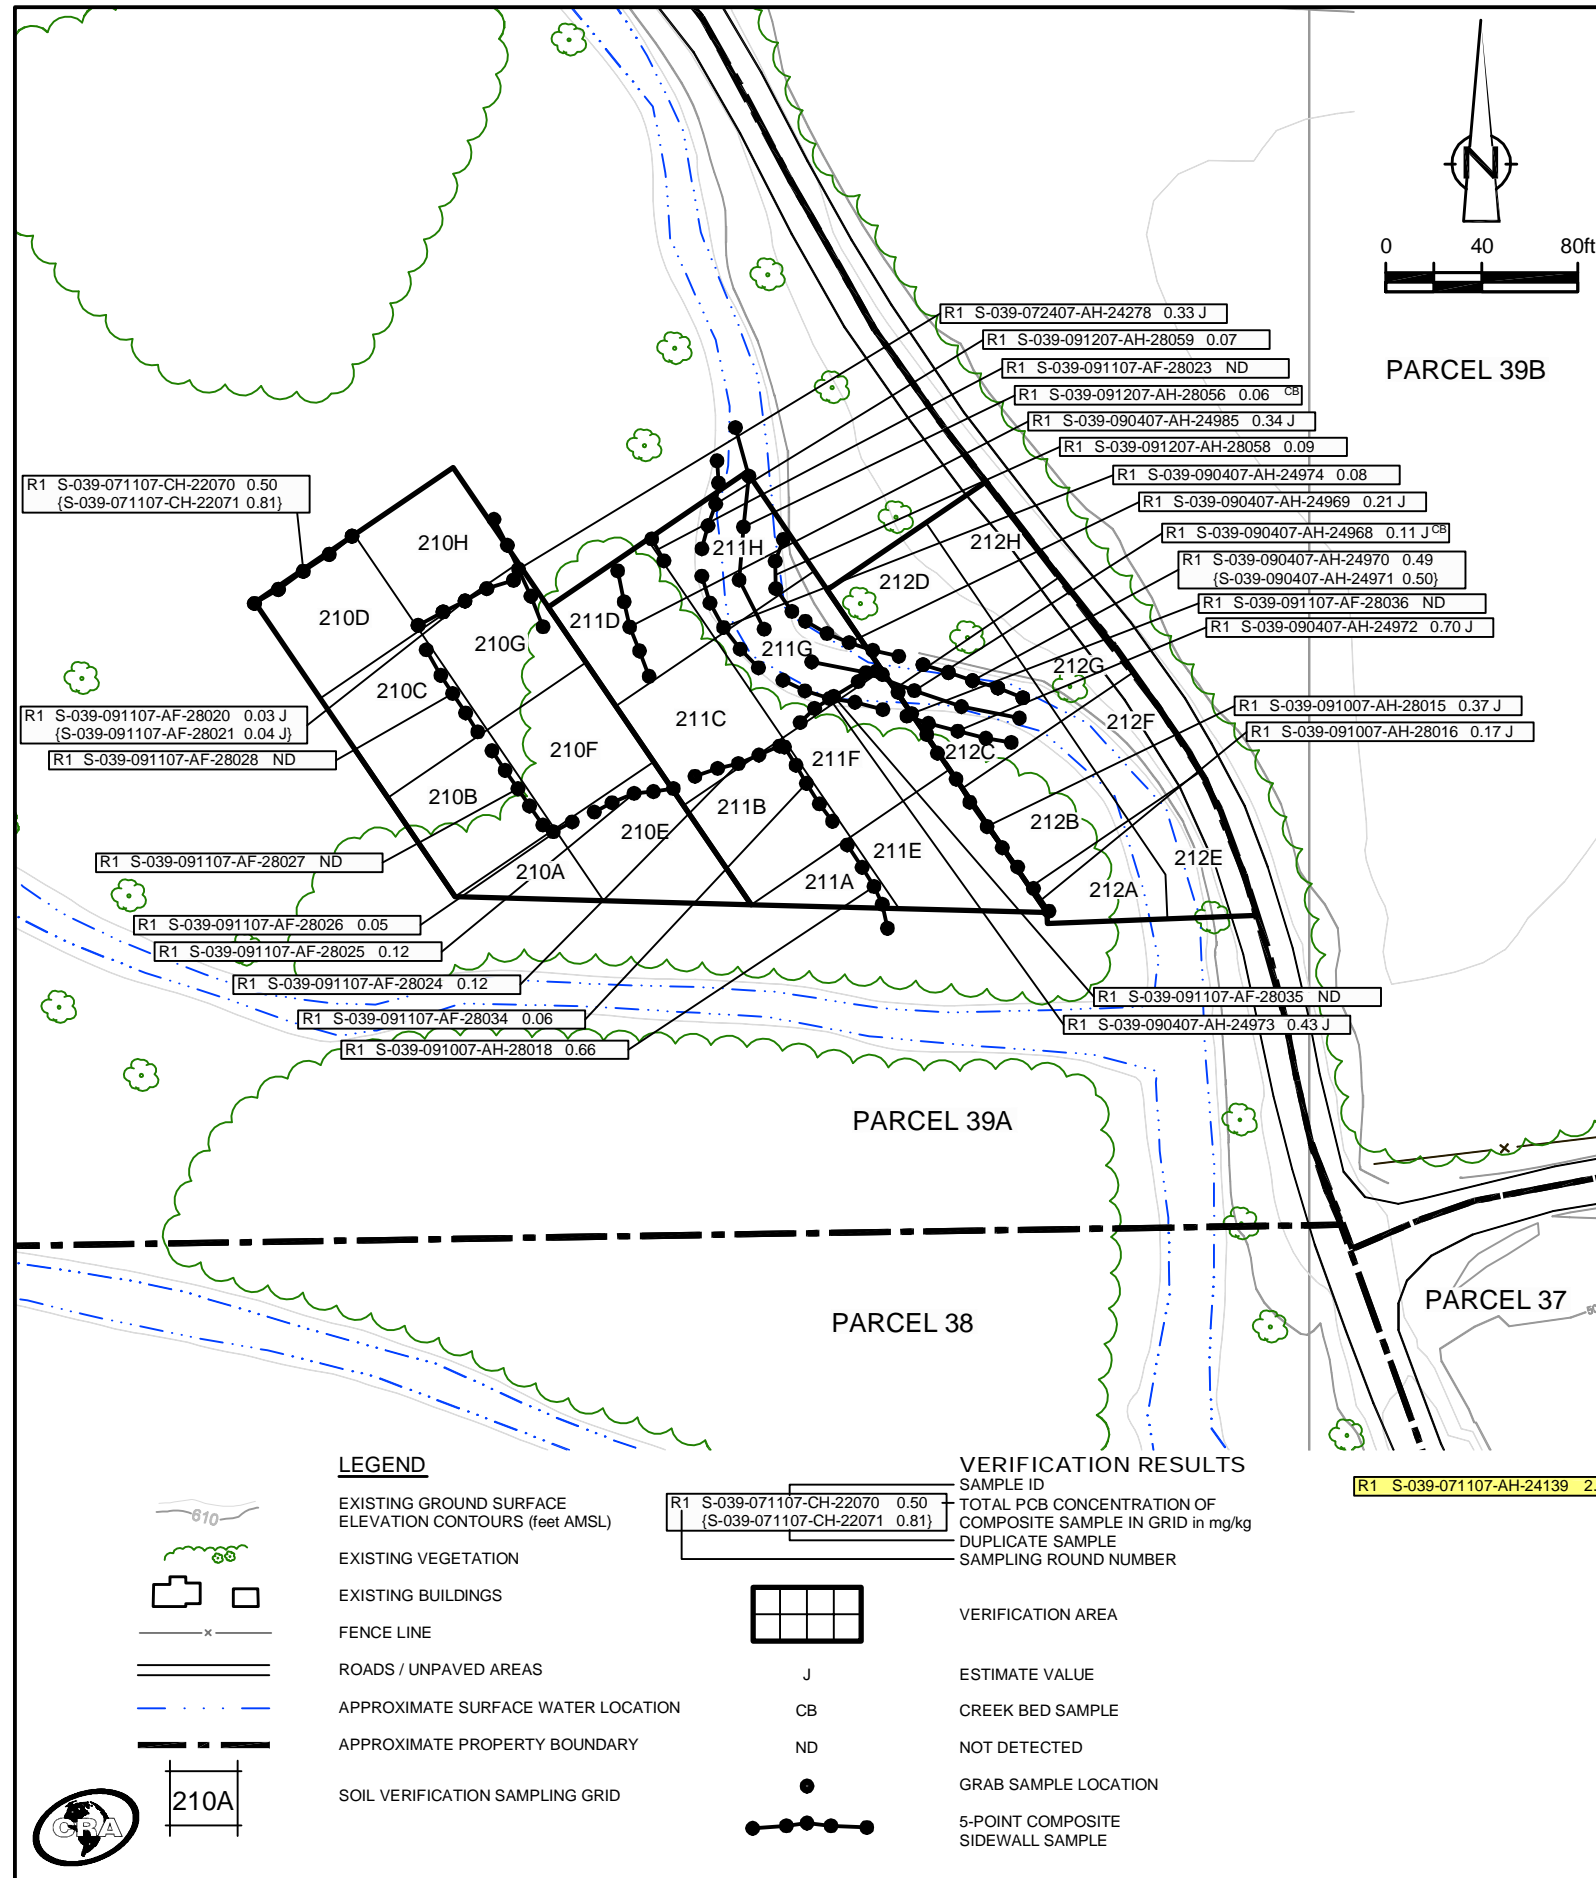 N
0 40 80ft
PARCEL 39B
R1 S-039-072407-AH-24278 0.33 J
R1 S-039-091207-AH-28059 0.07
R1 S-039-091107-AF-28023 ND
R1 S-039-091207-AH-28056 0.06 CB
R1 S-039-090407-AH-24985 0.34 J
R1 S-039-091207-AH-28058 0.09
R1 S-039-090407-AH-24974 0.08
R1 S-039-090407-AH-24969 0.21 J
R1 S-039-090407-AH-24968 0.11 J CB
R1 S-039-090407-AH-24970 0.49
{S-039-090407-AH-24971 0.50}
R1 S-039-091107-AF-28036 ND
R1 S-039-090407-AH-24972 0.70 J
R1 S-039-091007-AH-28015 0.37 J
R1 S-039-091007-AH-28016 0.17 J
R1 S-039-071107-CH-22070 0.50
{S-039-071107-CH-22071 0.81}
210H
210D
210G
210C
210F
210B
210E
210A
211H
211D
211G
211C
211F
211B
211E
211A
212H
212D
212G
212F
212C
212B
212E
212A
R1 S-039-091107-AF-28020 0.03 J
{S-039-091107-AF-28021 0.04 J}
R1 S-039-091107-AF-28028 ND
R1 S-039-091107-AF-28027 ND
R1 S-039-091107-AF-28026 0.05
R1 S-039-091107-AF-28025 0.12
R1 S-039-091107-AF-28024 0.12
R1 S-039-091107-AF-28034 0.06
R1 S-039-091007-AH-28018 0.66
R1 S-039-091107-AF-28035 ND
R1 S-039-090407-AH-24973 0.43 J
PARCEL 39A
PARCEL 38
PARCEL 37
LEGEND
610
EXISTING GROUND SURFACE
ELEVATION CONTOURS (feet AMSL)
EXISTING VEGETATION
EXISTING BUILDINGS
x
FENCE LINE
ROADS / UNPAVED AREAS
APPROXIMATE SURFACE WATER LOCATION
APPROXIMATE PROPERTY BOUNDARY
210A
SOIL VERIFICATION SAMPLING GRID
CRA
VERIFICATION RESULTS
R1 S-039-071107-CH-22070 0.50
{S-039-071107-CH-22071 0.81}
SAMPLE ID
TOTAL PCB CONCENTRATION OF
COMPOSITE SAMPLE IN GRID in mg/kg
DUPLICATE SAMPLE
SAMPLING ROUND NUMBER
VERIFICATION AREA
J ESTIMATE VALUE
CB CREEK BED SAMPLE
ND NOT DETECTED
GRAB SAMPLE LOCATION
5-POINT COMPOSITE
SIDEWALL SAMPLE
R1 S-039-071107-AH-24139 2.